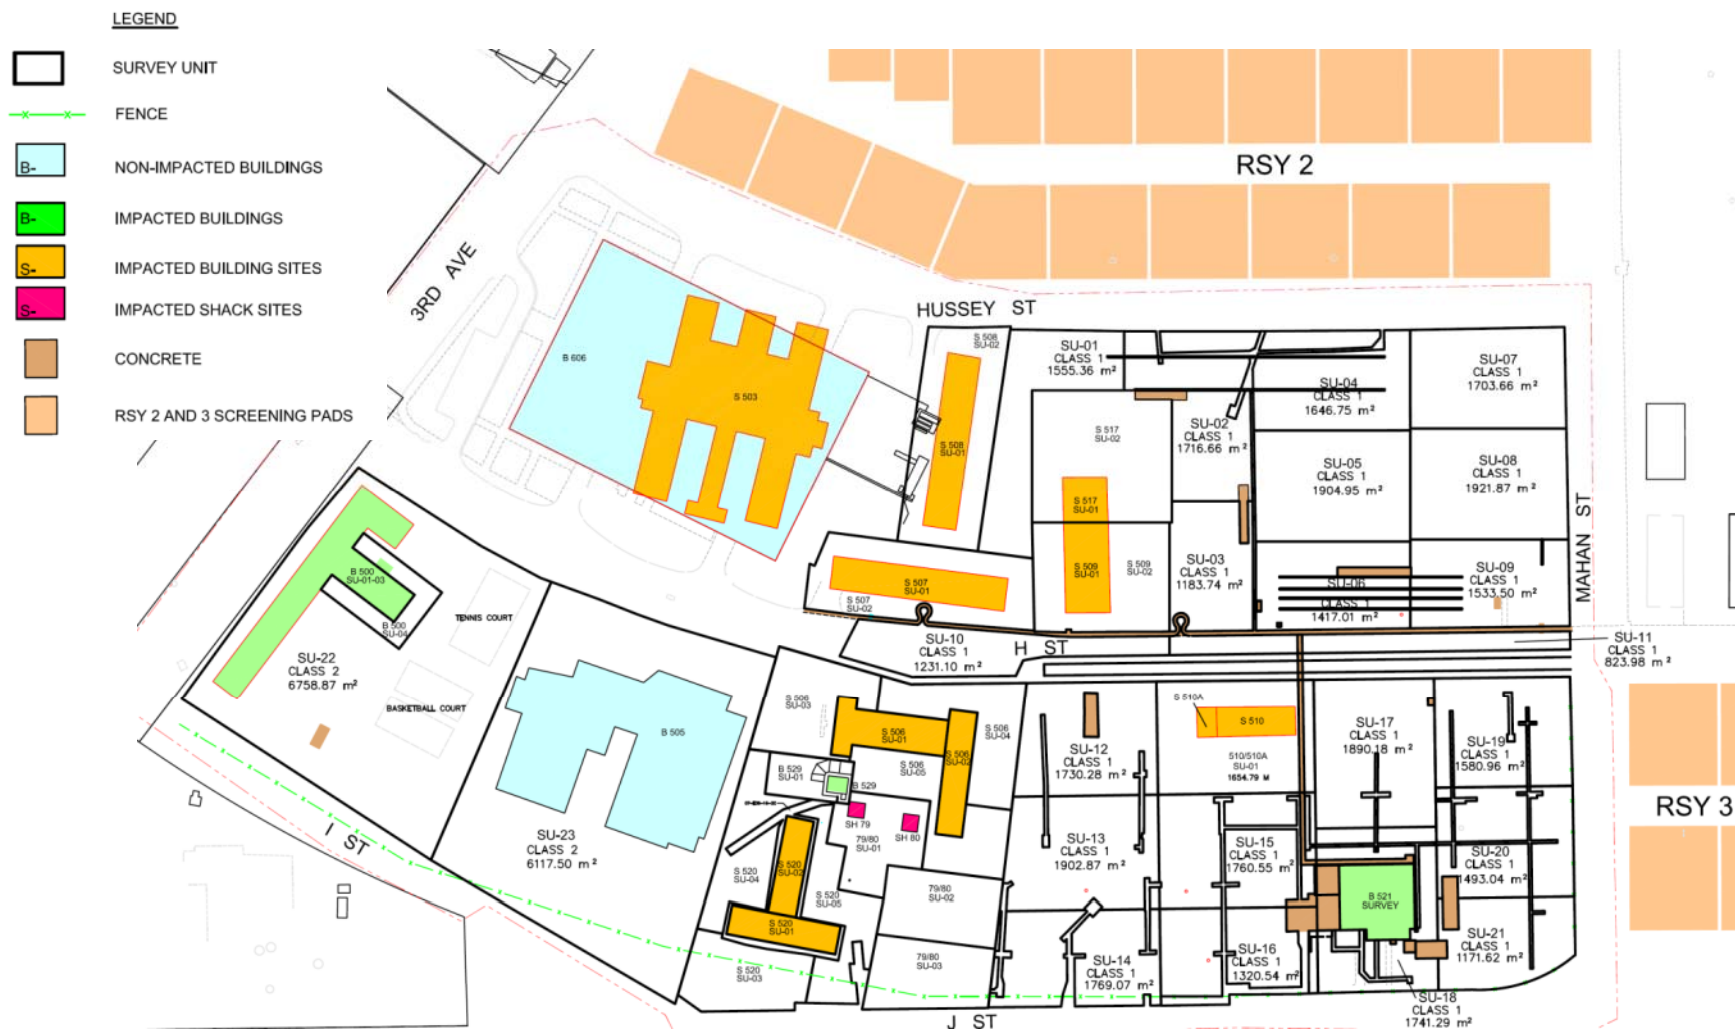 LEGEND
SURVEY UNIT
FENCE
B-
NON-IMPACTED BUILDINGS
B-
IMPACTED BUILDINGS
S-
IMPACTED BUILDING SITES
S-
IMPACTED SHACK SITES
CONCRETE
RSY 2 AND 3 SCREENING PADS
RSY 2
3RD AVE
HUSSEY ST
B 606
S 503
S 508
SU-02
S 508
SU-01
SU-01
CLASS 1
1555.36 m²
SU-04
CLASS 1
1646.75 m²
SU-07
CLASS 1
1703.66 m²
S 517
SU-02
SU-02
CLASS 1
1716.66 m²
SU-05
CLASS 1
1904.95 m²
SU-08
CLASS 1
1921.87 m²
S 517
SU-01
S 509
SU-01
S 509
SU-02
SU-03
CLASS 1
1183.74 m²
SU-06
CLASS 1
1417.01 m²
SU-09
CLASS 1
1533.50 m²
MAHAN ST
S 507
SU-01
S 507
SU-02
B 500
SU-01-03
B 500
SU-04
TENNIS COURT
SU-22
CLASS 2
6758.87 m²
BASKETBALL COURT
SU-10
CLASS 1
1231.10 m²
H ST
SU-11
CLASS 1
823.98 m²
B 505
S 506
SU-03
S 506
SU-01
S 506
SU-02
S 506
SU-04
S 506
SU-05
B 529
SU-01
B 529
SH 79
SH 80
79/80
SU-01
SU-12
CLASS 1
1730.28 m²
S 510A
S 510
510/510A
SU-01
1654.79 M
SU-17
CLASS 1
1890.18 m²
SU-19
CLASS 1
1580.96 m²
RSY 3
I ST
SU-23
CLASS 2
6117.50 m²
S 520
SU-04
S 520
SU-02
S 520
SU-05
S 520
SU-01
S 520
SU-03
79/80
SU-02
79/80
SU-03
SU-13
CLASS 1
1902.87 m²
SU-15
CLASS 1
1760.55 m²
B 521
SURVEY
SU-20
CLASS 1
1493.04 m²
SU-14
CLASS 1
1769.07 m²
SU-16
CLASS 1
1320.54 m²
SU-21
CLASS 1
1171.62 m²
SU-18
CLASS 1
1741.29 m²
J ST